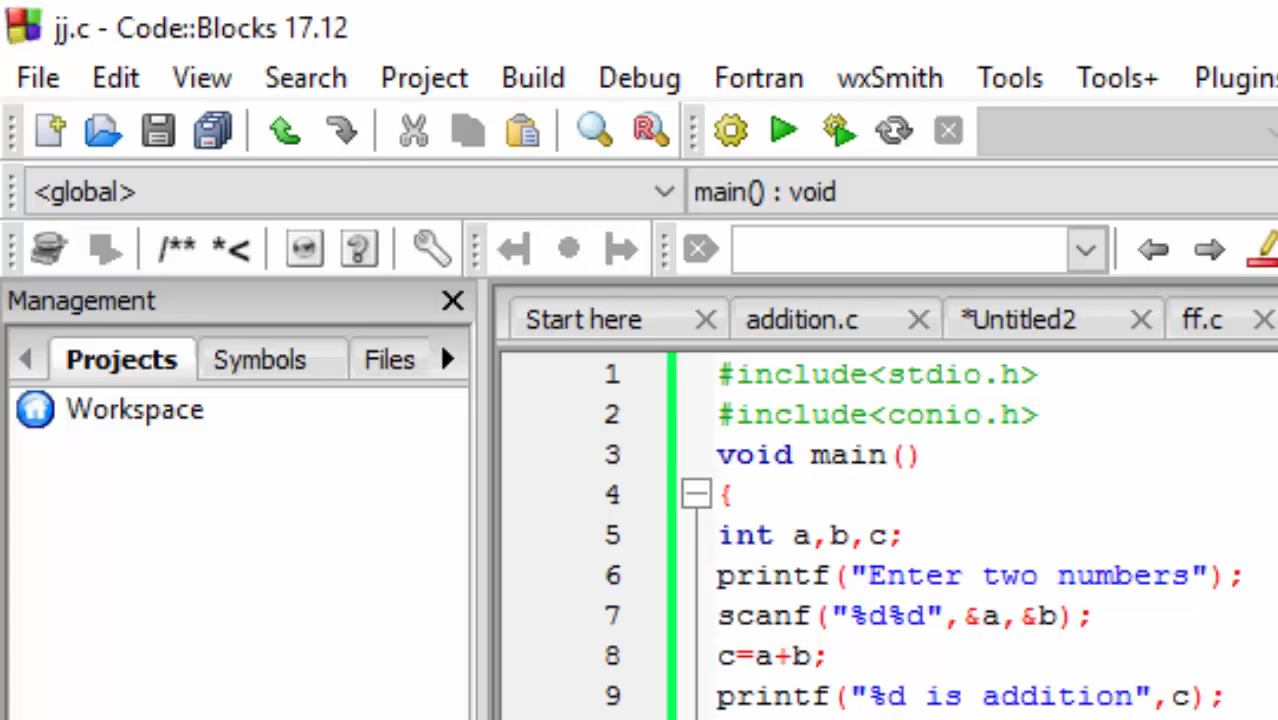 jj.c - Code::Blocks 17.12
File Edit View Search Project Build Debug Fortran wxSmith Tools Tools+ Plugins
<global> main() : void
/** *<
Management
Start here addition.c *Untitled2 ff.c
Projects Symbols Files
Workspace
1 #include<stdio.h>
2 #include<conio.h>
3 void main()
4 {
5 int a,b,c;
6 printf("Enter two numbers");
7 scanf("%d%d",&a,&b);
8 c=a+b;
9 printf("%d is addition",c);